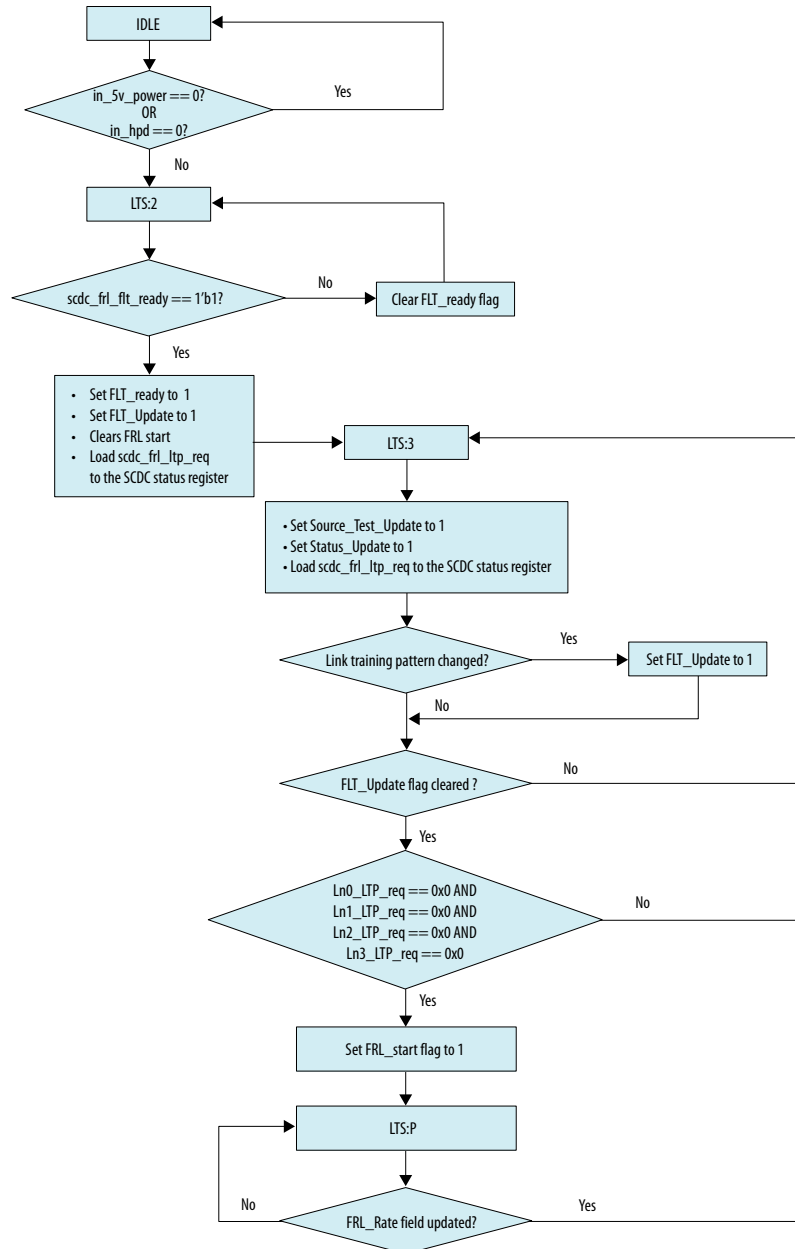 IDLE
in_5v_power == 0?
OR
in_hpd == 0?
Yes
No
LTS:2
scdc_frl_flt_ready == 1'b1?
No
Clear FLT_ready flag
Yes
• Set FLT_ready to 1
• Set FLT_Update to 1
• Clears FRL start
• Load scdc_frl_ltp_req
to the SCDC status register
LTS:3
• Set Source_Test_Update to 1
• Set Status_Update to 1
• Load scdc_frl_ltp_req to the SCDC status register
Link training pattern changed?
Yes
Set FLT_Update to 1
No
FLT_Update flag cleared ?
No
Yes
Ln0_LTP_req == 0x0 AND
Ln1_LTP_req == 0x0 AND
Ln2_LTP_req == 0x0 AND
Ln3_LTP_req == 0x0
No
Yes
Set FRL_start flag to 1
LTS:P
No
FRL_Rate field updated?
Yes